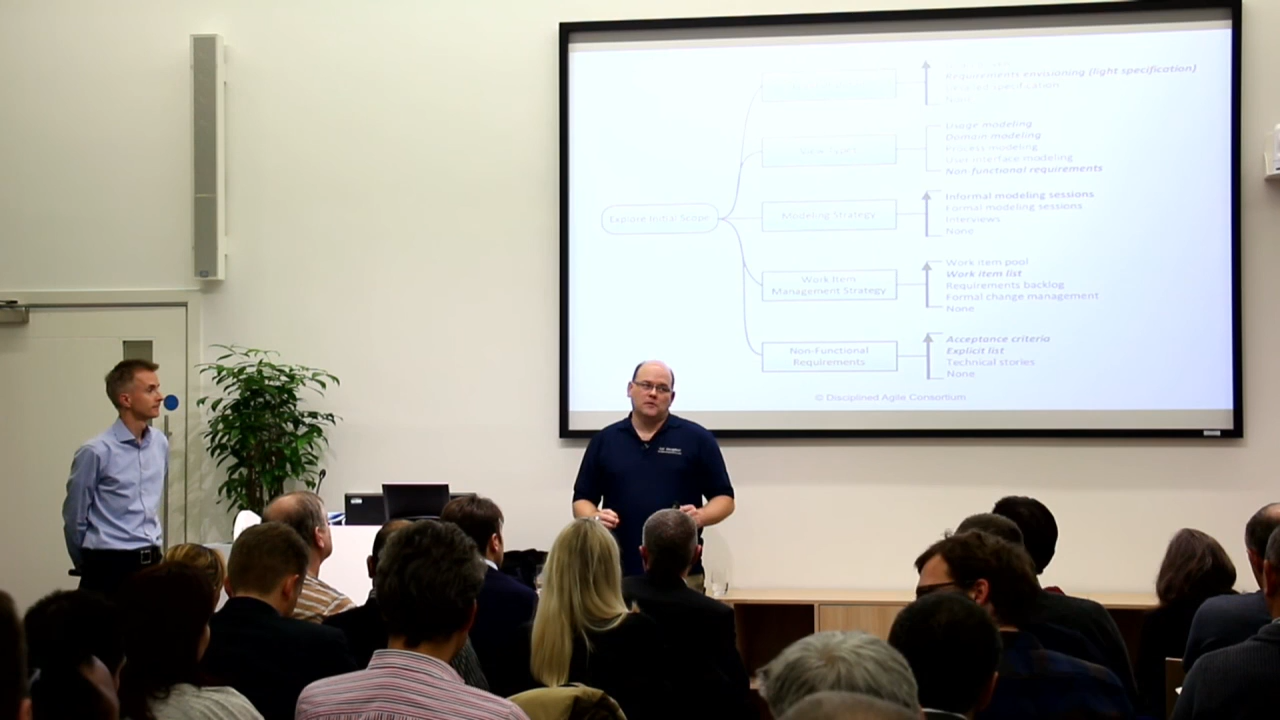 Requirements envisioning (light specification)
Detailed specification
None
Usage modeling
Domain modeling
Process modeling
User interface modeling
Non-functional requirements
Explore Initial Scope
Modeling Strategy
Informal modeling sessions
Formal modeling sessions
Interviews
None
Work Item
Management Strategy
Work item pool
Work item list
Requirements backlog
Formal change management
None
Non-Functional
Requirements
Acceptance criteria
Explicit list
Technical stories
None
© Disciplined Agile Consortium